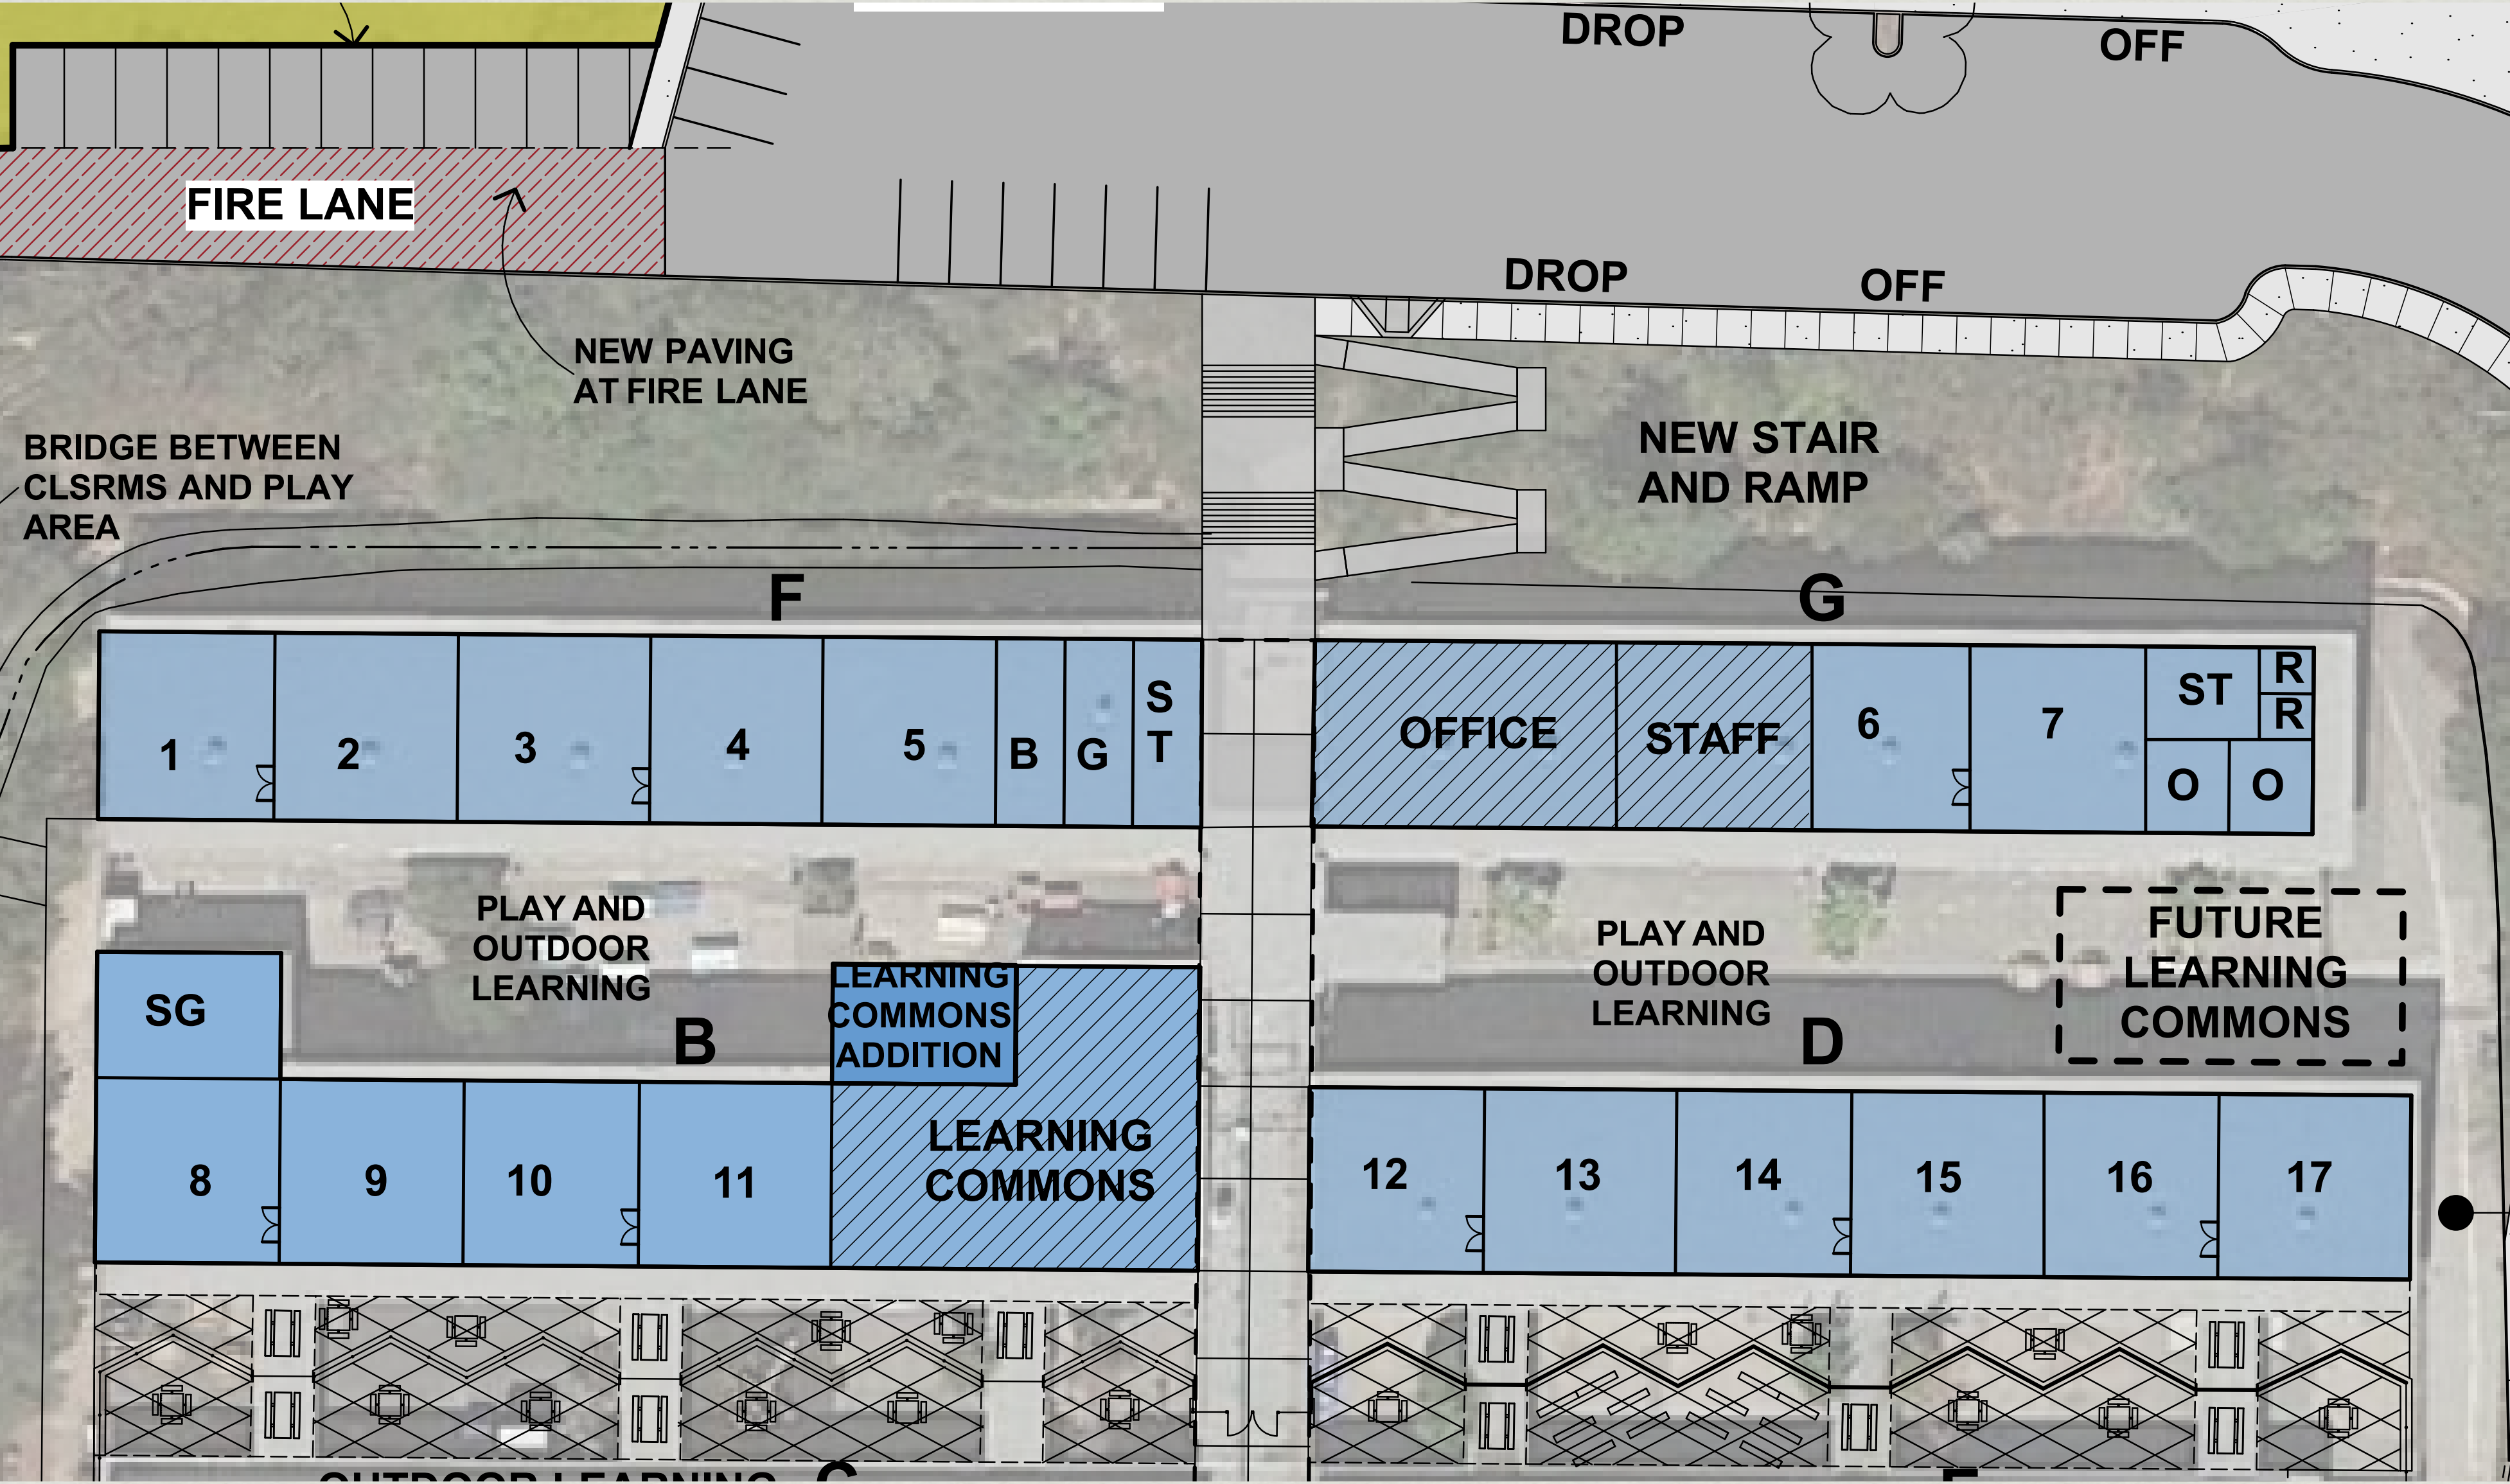 DROP
OFF
FIRE LANE
DROP
OFF
NEW PAVING
AT FIRE LANE
BRIDGE BETWEEN
CLSRMS AND PLAY
AREA
NEW STAIR
AND RAMP
F
G
1
2
3
4
5
B
G
S
T
OFFICE
STAFF
6
7
ST
R
R
O
O
PLAY AND
OUTDOOR
LEARNING
PLAY AND
OUTDOOR
LEARNING
FUTURE
LEARNING
COMMONS
SG
B
LEARNING
COMMONS
ADDITION
D
LEARNING
COMMONS
8
9
10
11
12
13
14
15
16
17
OUTDOOR LEARNING